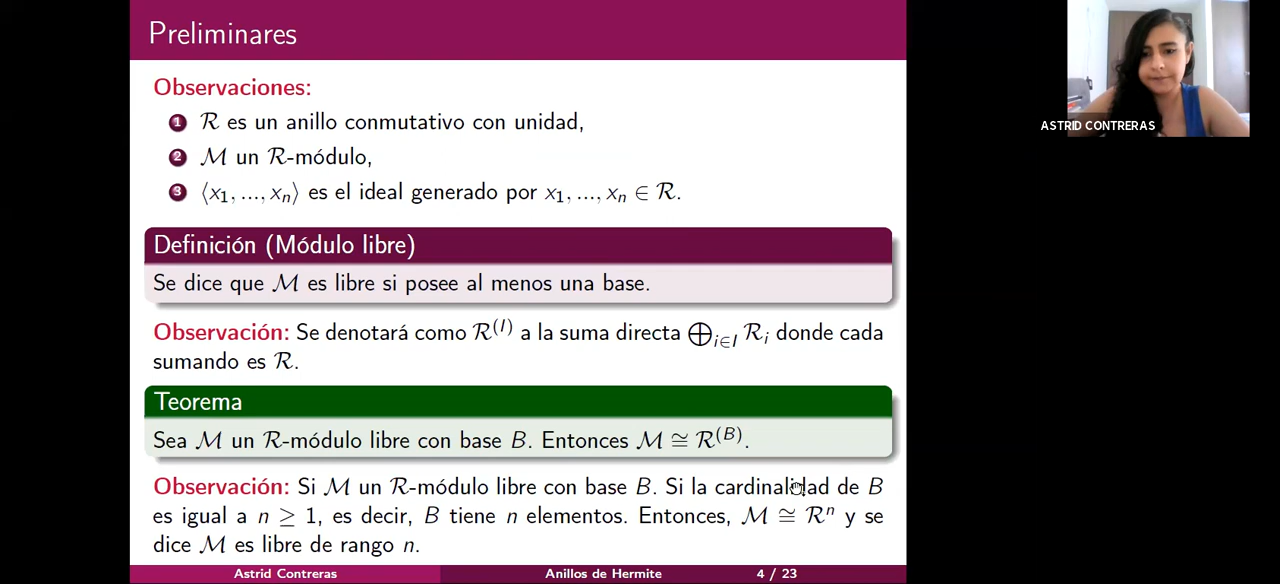 Preliminares
Observaciones:
1 R es un anillo conmutativo con unidad,
2 M un R-módulo,
3 ⟨x₁, ..., xₙ⟩ es el ideal generado por x₁, ..., xₙ ∈ R.
Definición (Módulo libre)
Se dice que M es libre si posee al menos una base.
Observación: Se denotará como R⁽ᴵ⁾ a la suma directa ⨁_{i∈I} Rᵢ donde cada
sumando es R.
Teorema
Sea M un R-módulo libre con base B. Entonces M ≅ R⁽ᴮ⁾.
Observación: Si M un R-módulo libre con base B. Si la cardinalidad de B
es igual a n ≥ 1, es decir, B tiene n elementos. Entonces, M ≅ Rⁿ y se
dice M es libre de rango n.
Astrid Contreras Anillos de Hermite 4 / 23
ASTRID CONTRERAS